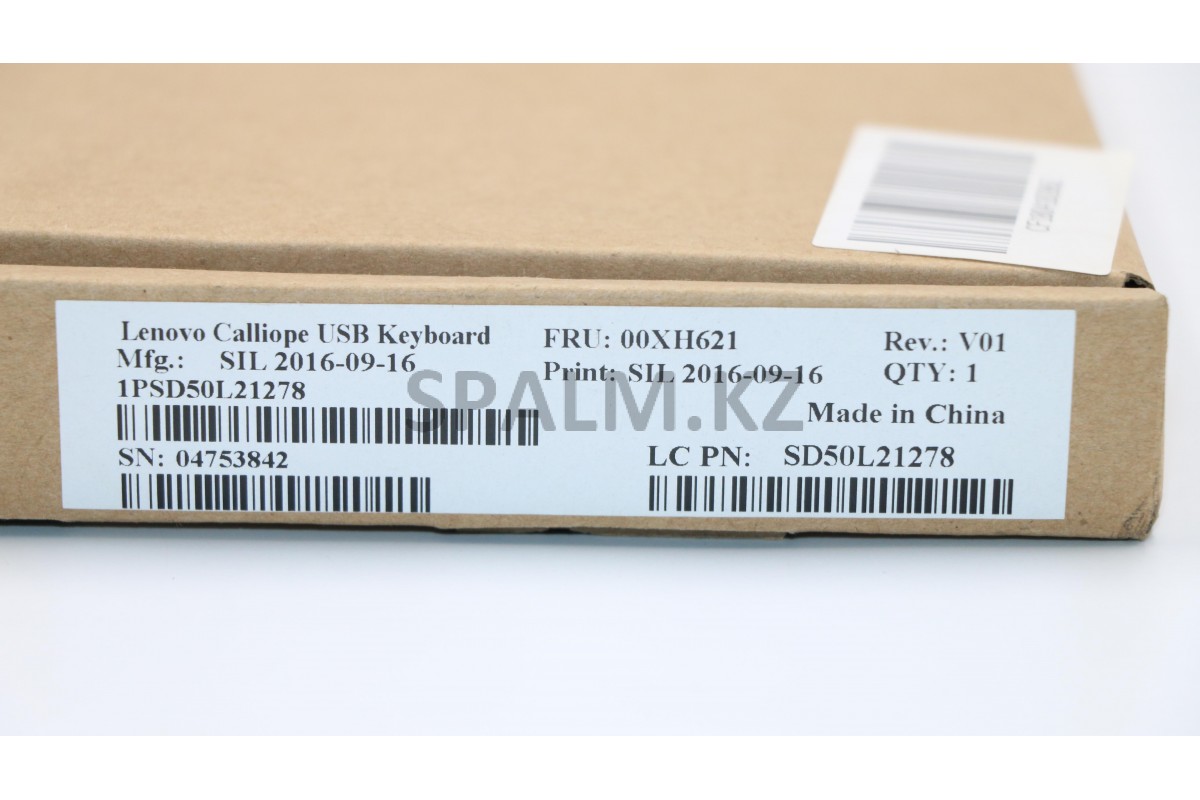 Lenovo Calliope USB Keyboard
FRU: 00XH621
Rev.: V01
Mfg.: SIL 2016-09-16
Print: SIL 2016-09-16
QTY: 1
1PSD50L21278
SPALM.KZ
Made in China
SN: 04753842
LC PN: SD50L21278